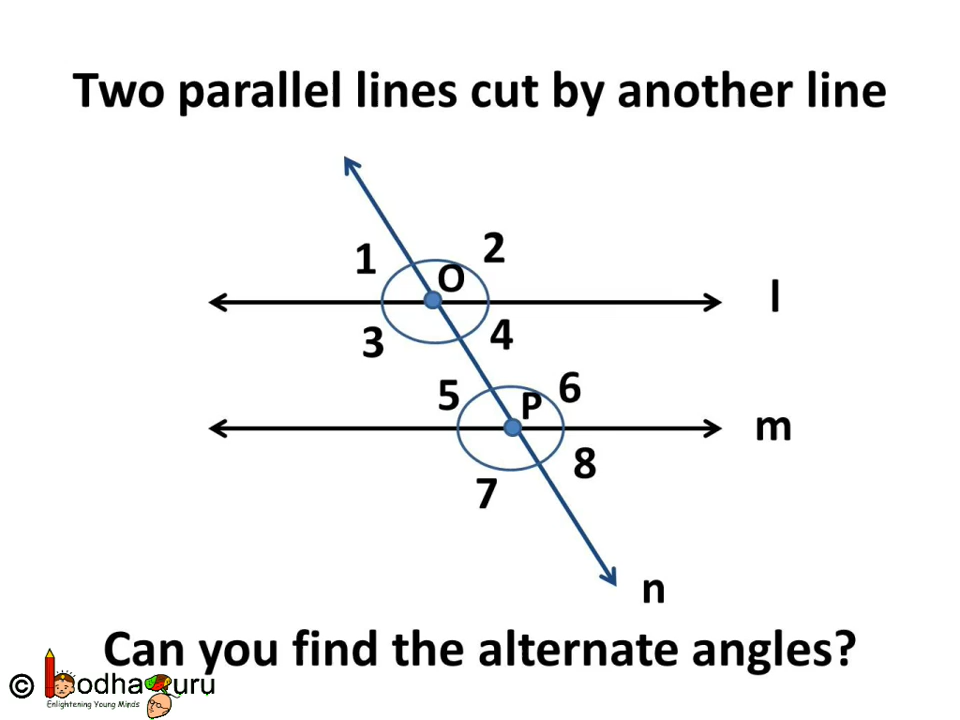 Two parallel lines cut by another line
1
2
O
l
3
4
5
6
P
m
8
7
n
Can you find the alternate angles?
© bodhaguru
Enlightening Young Minds